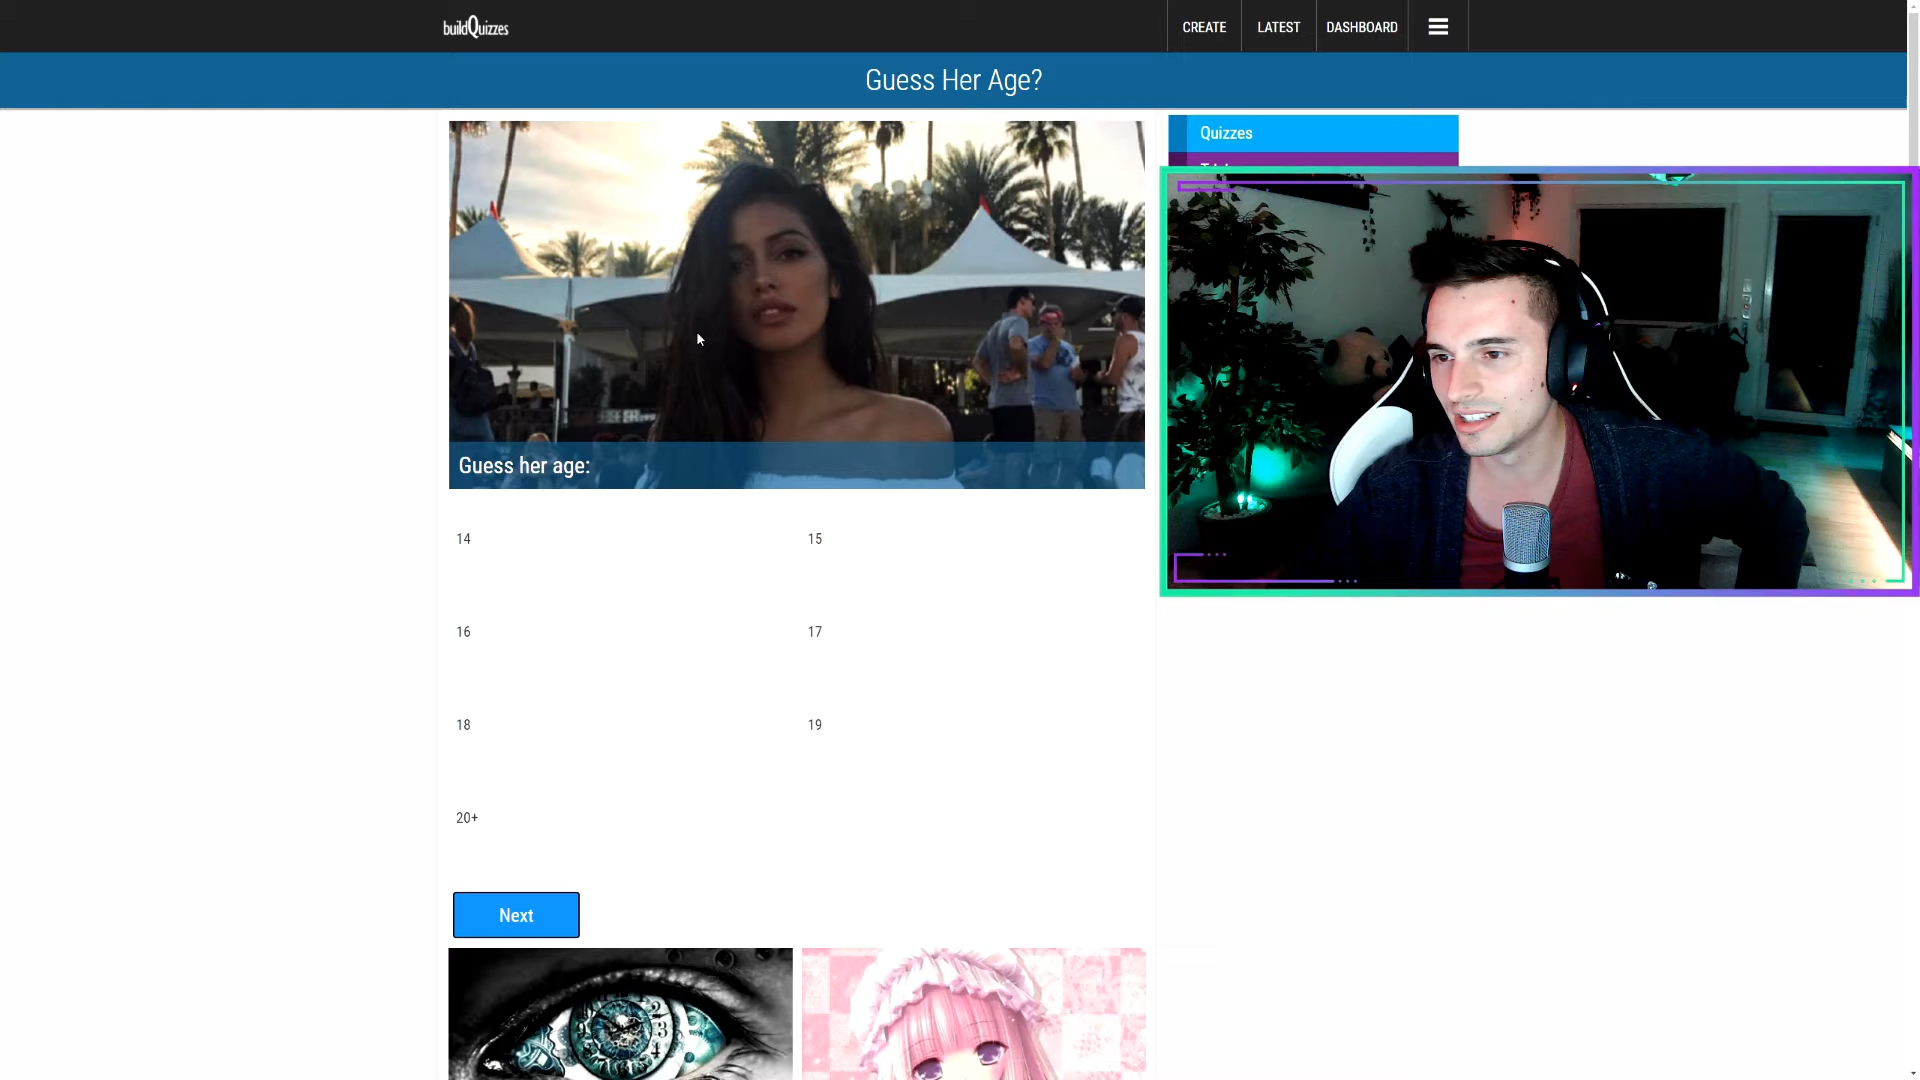 buildQuizzes
CREATE
LATEST
DASHBOARD
Guess Her Age?
Quizzes
Guess her age:
14
15
16
17
18
19
20+
Next